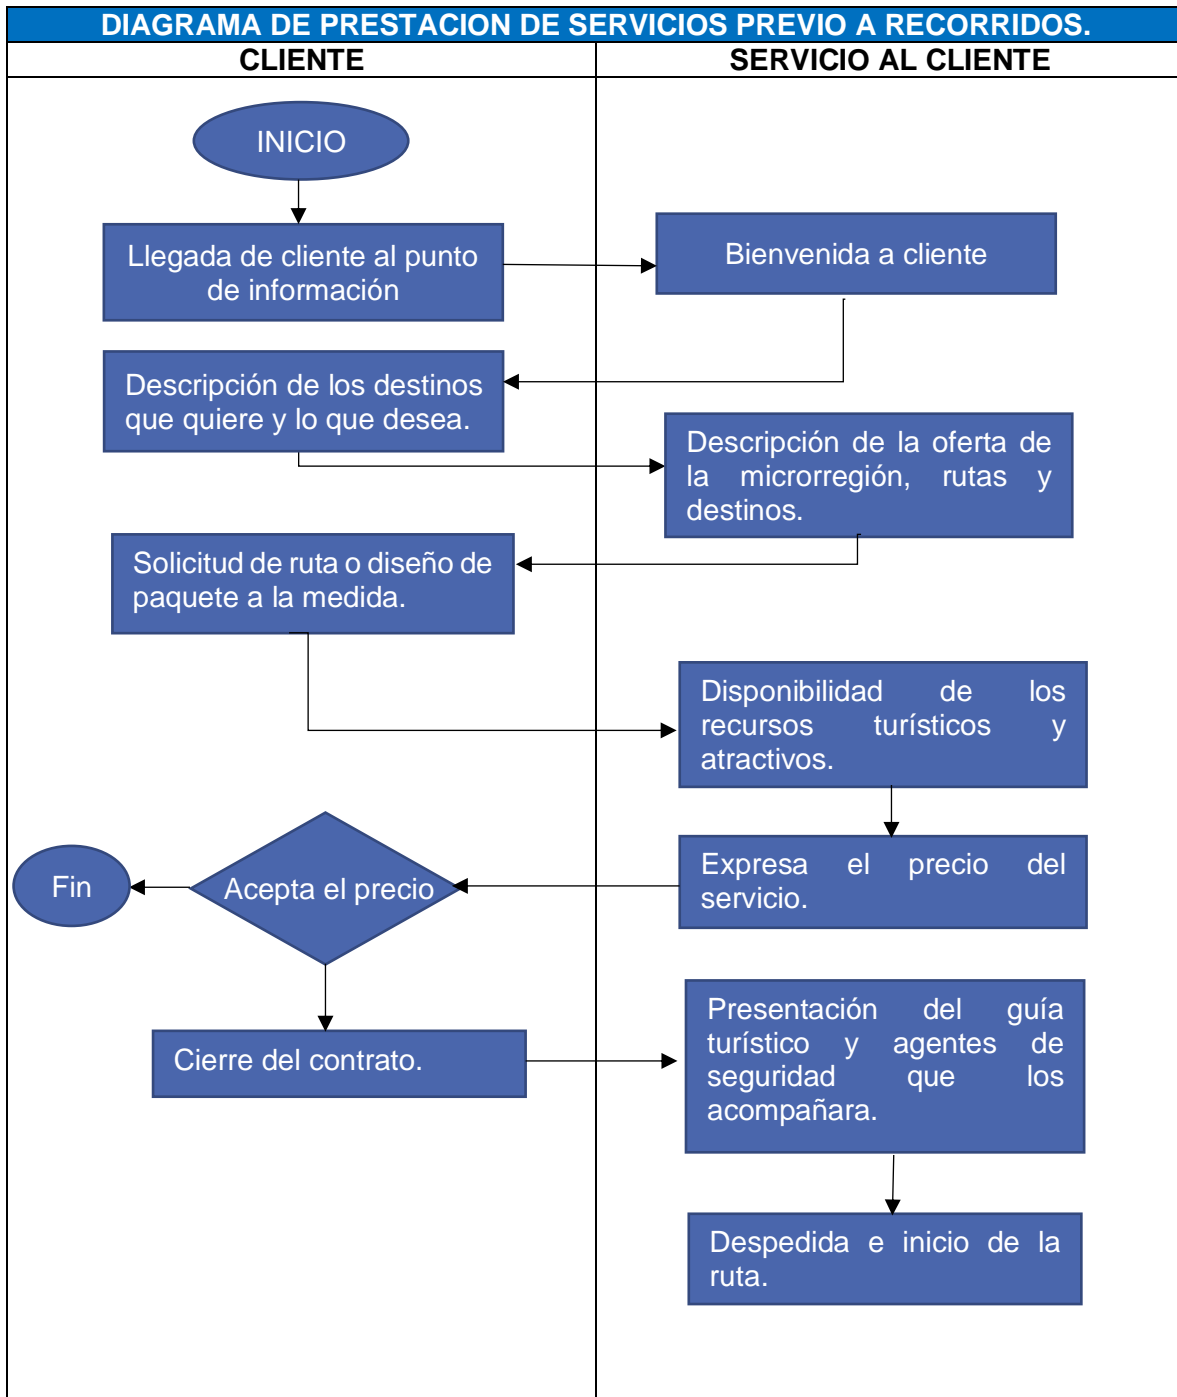 DIAGRAMA DE PRESTACION DE SERVICIOS PREVIO A RECORRIDOS.
CLIENTE
SERVICIO AL CLIENTE
INICIO
Llegada de cliente al punto
de información
Bienvenida a cliente
Descripción de los destinos
que quiere y lo que desea.
Descripción de la oferta de
la microrregión, rutas y
destinos.
Solicitud de ruta o diseño de
paquete a la medida.
Disponibilidad de los
recursos turísticos y
atractivos.
Expresa el precio del
servicio.
Acepta el precio
Fin
Cierre del contrato.
Presentación del guía
turístico y agentes de
seguridad que los
acompañara.
Despedida e inicio de la
ruta.